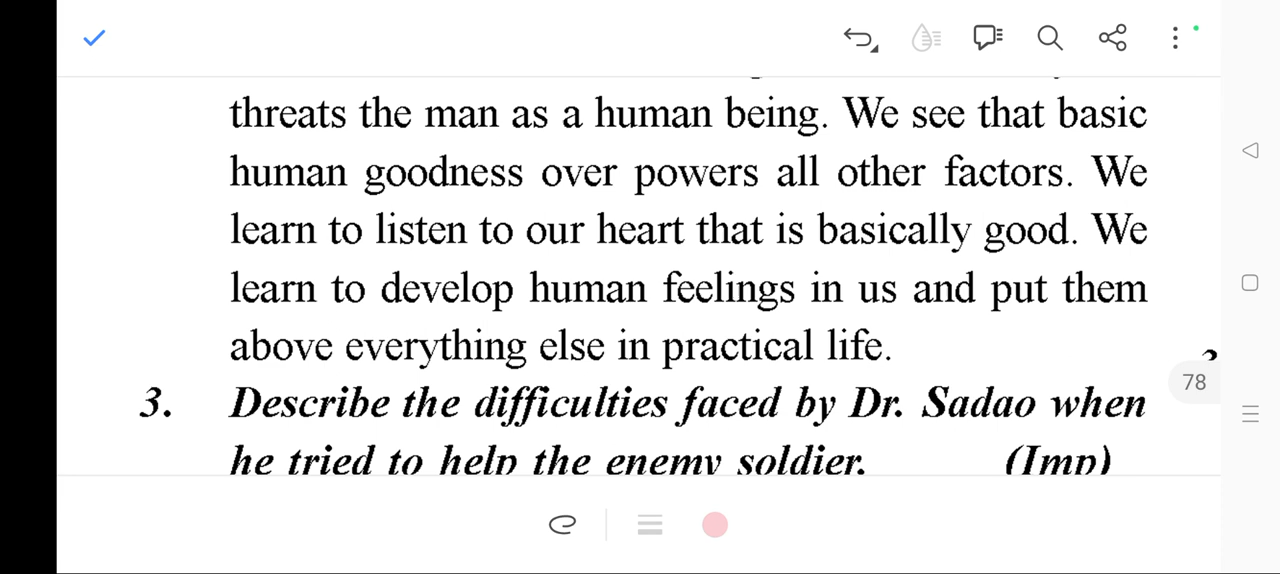 threats the man as a human being. We see that basic
human goodness over powers all other factors. We
learn to listen to our heart that is basically good. We
learn to develop human feelings in us and put them
above everything else in practical life.
78
3. Describe the difficulties faced by Dr. Sadao when
he tried to help the enemy soldier. (Imp)